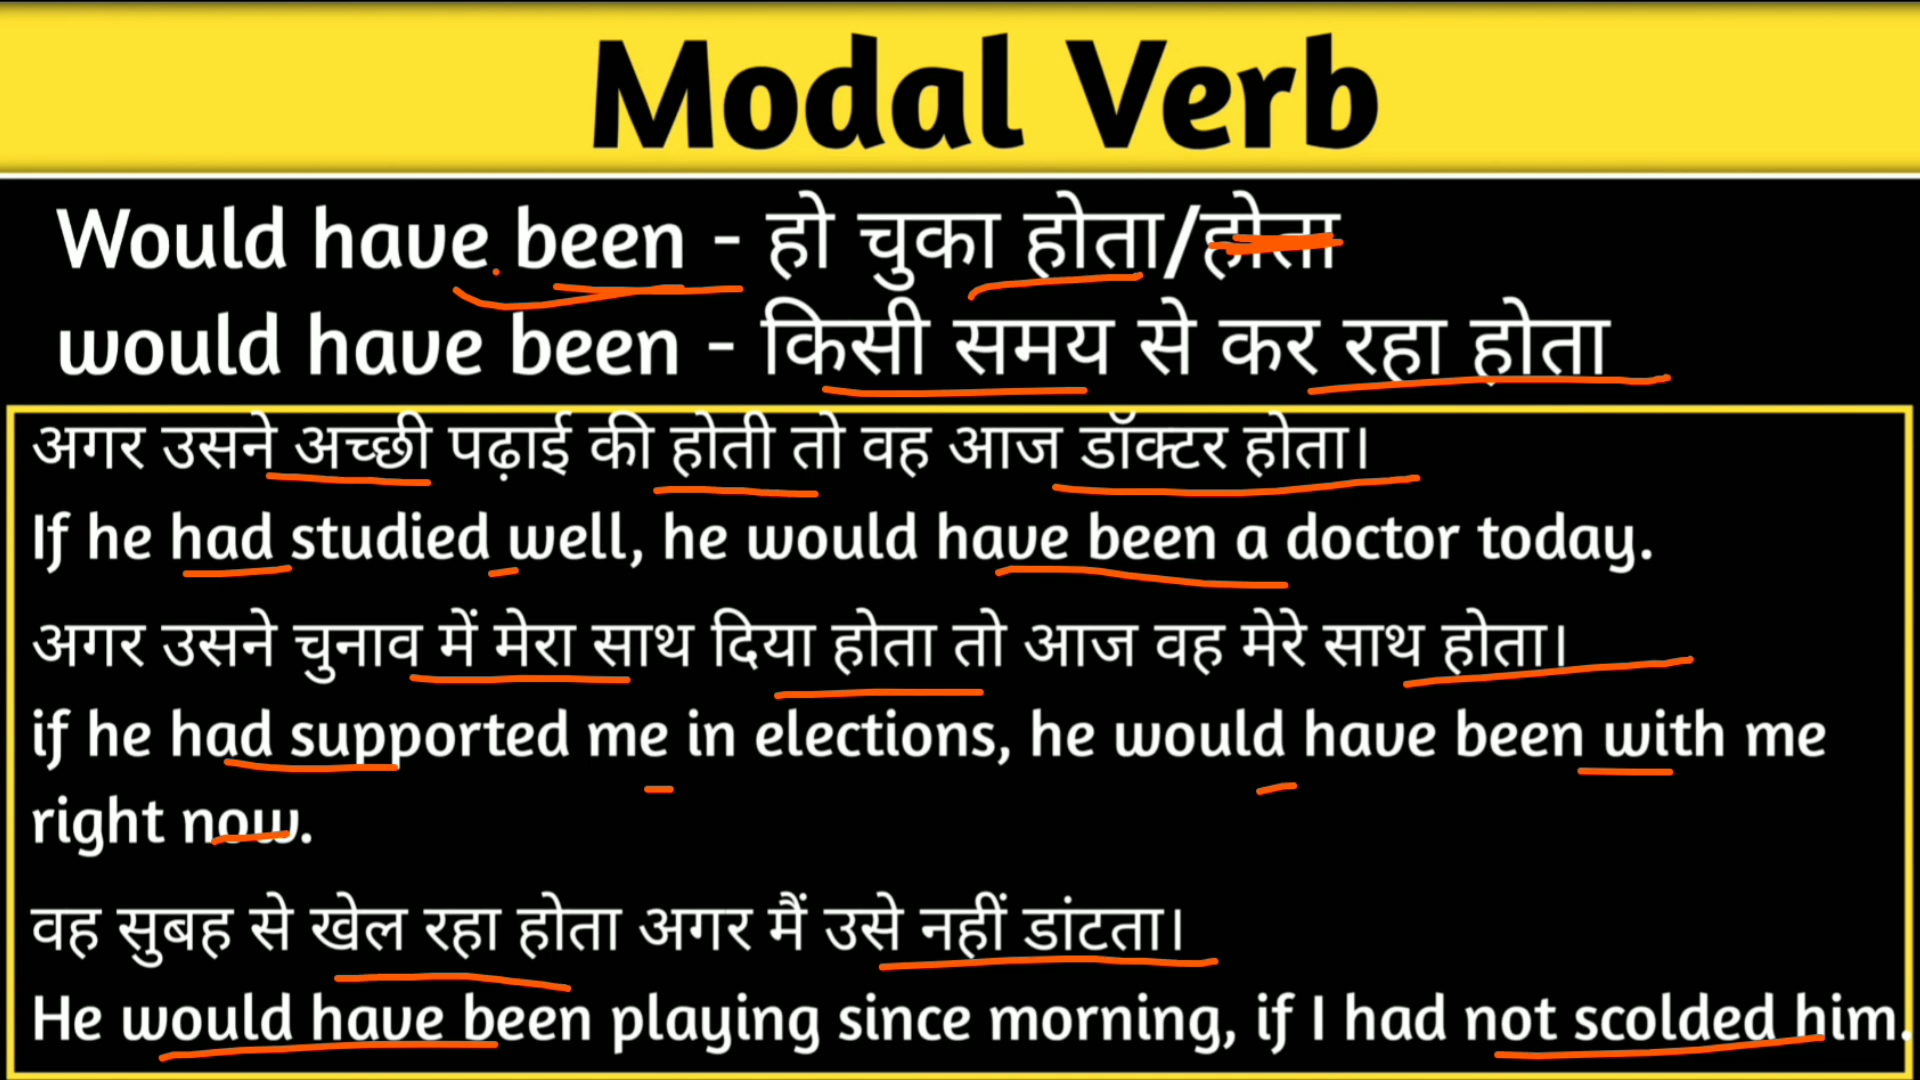 Modal Verb
Would have been - हो चुका होता/होता
would have been - किसी समय से कर रहा होता
अगर उसने अच्छी पढ़ाई की होती तो वह आज डॉक्टर होता।
If he had studied well, he would have been a doctor today.
अगर उसने चुनाव में मेरा साथ दिया होता तो आज वह मेरे साथ होता।
if he had supported me in elections, he would have been with me
right now.
वह सुबह से खेल रहा होता अगर मैं उसे नहीं डांटता।
He would have been playing since morning, if I had not scolded him.